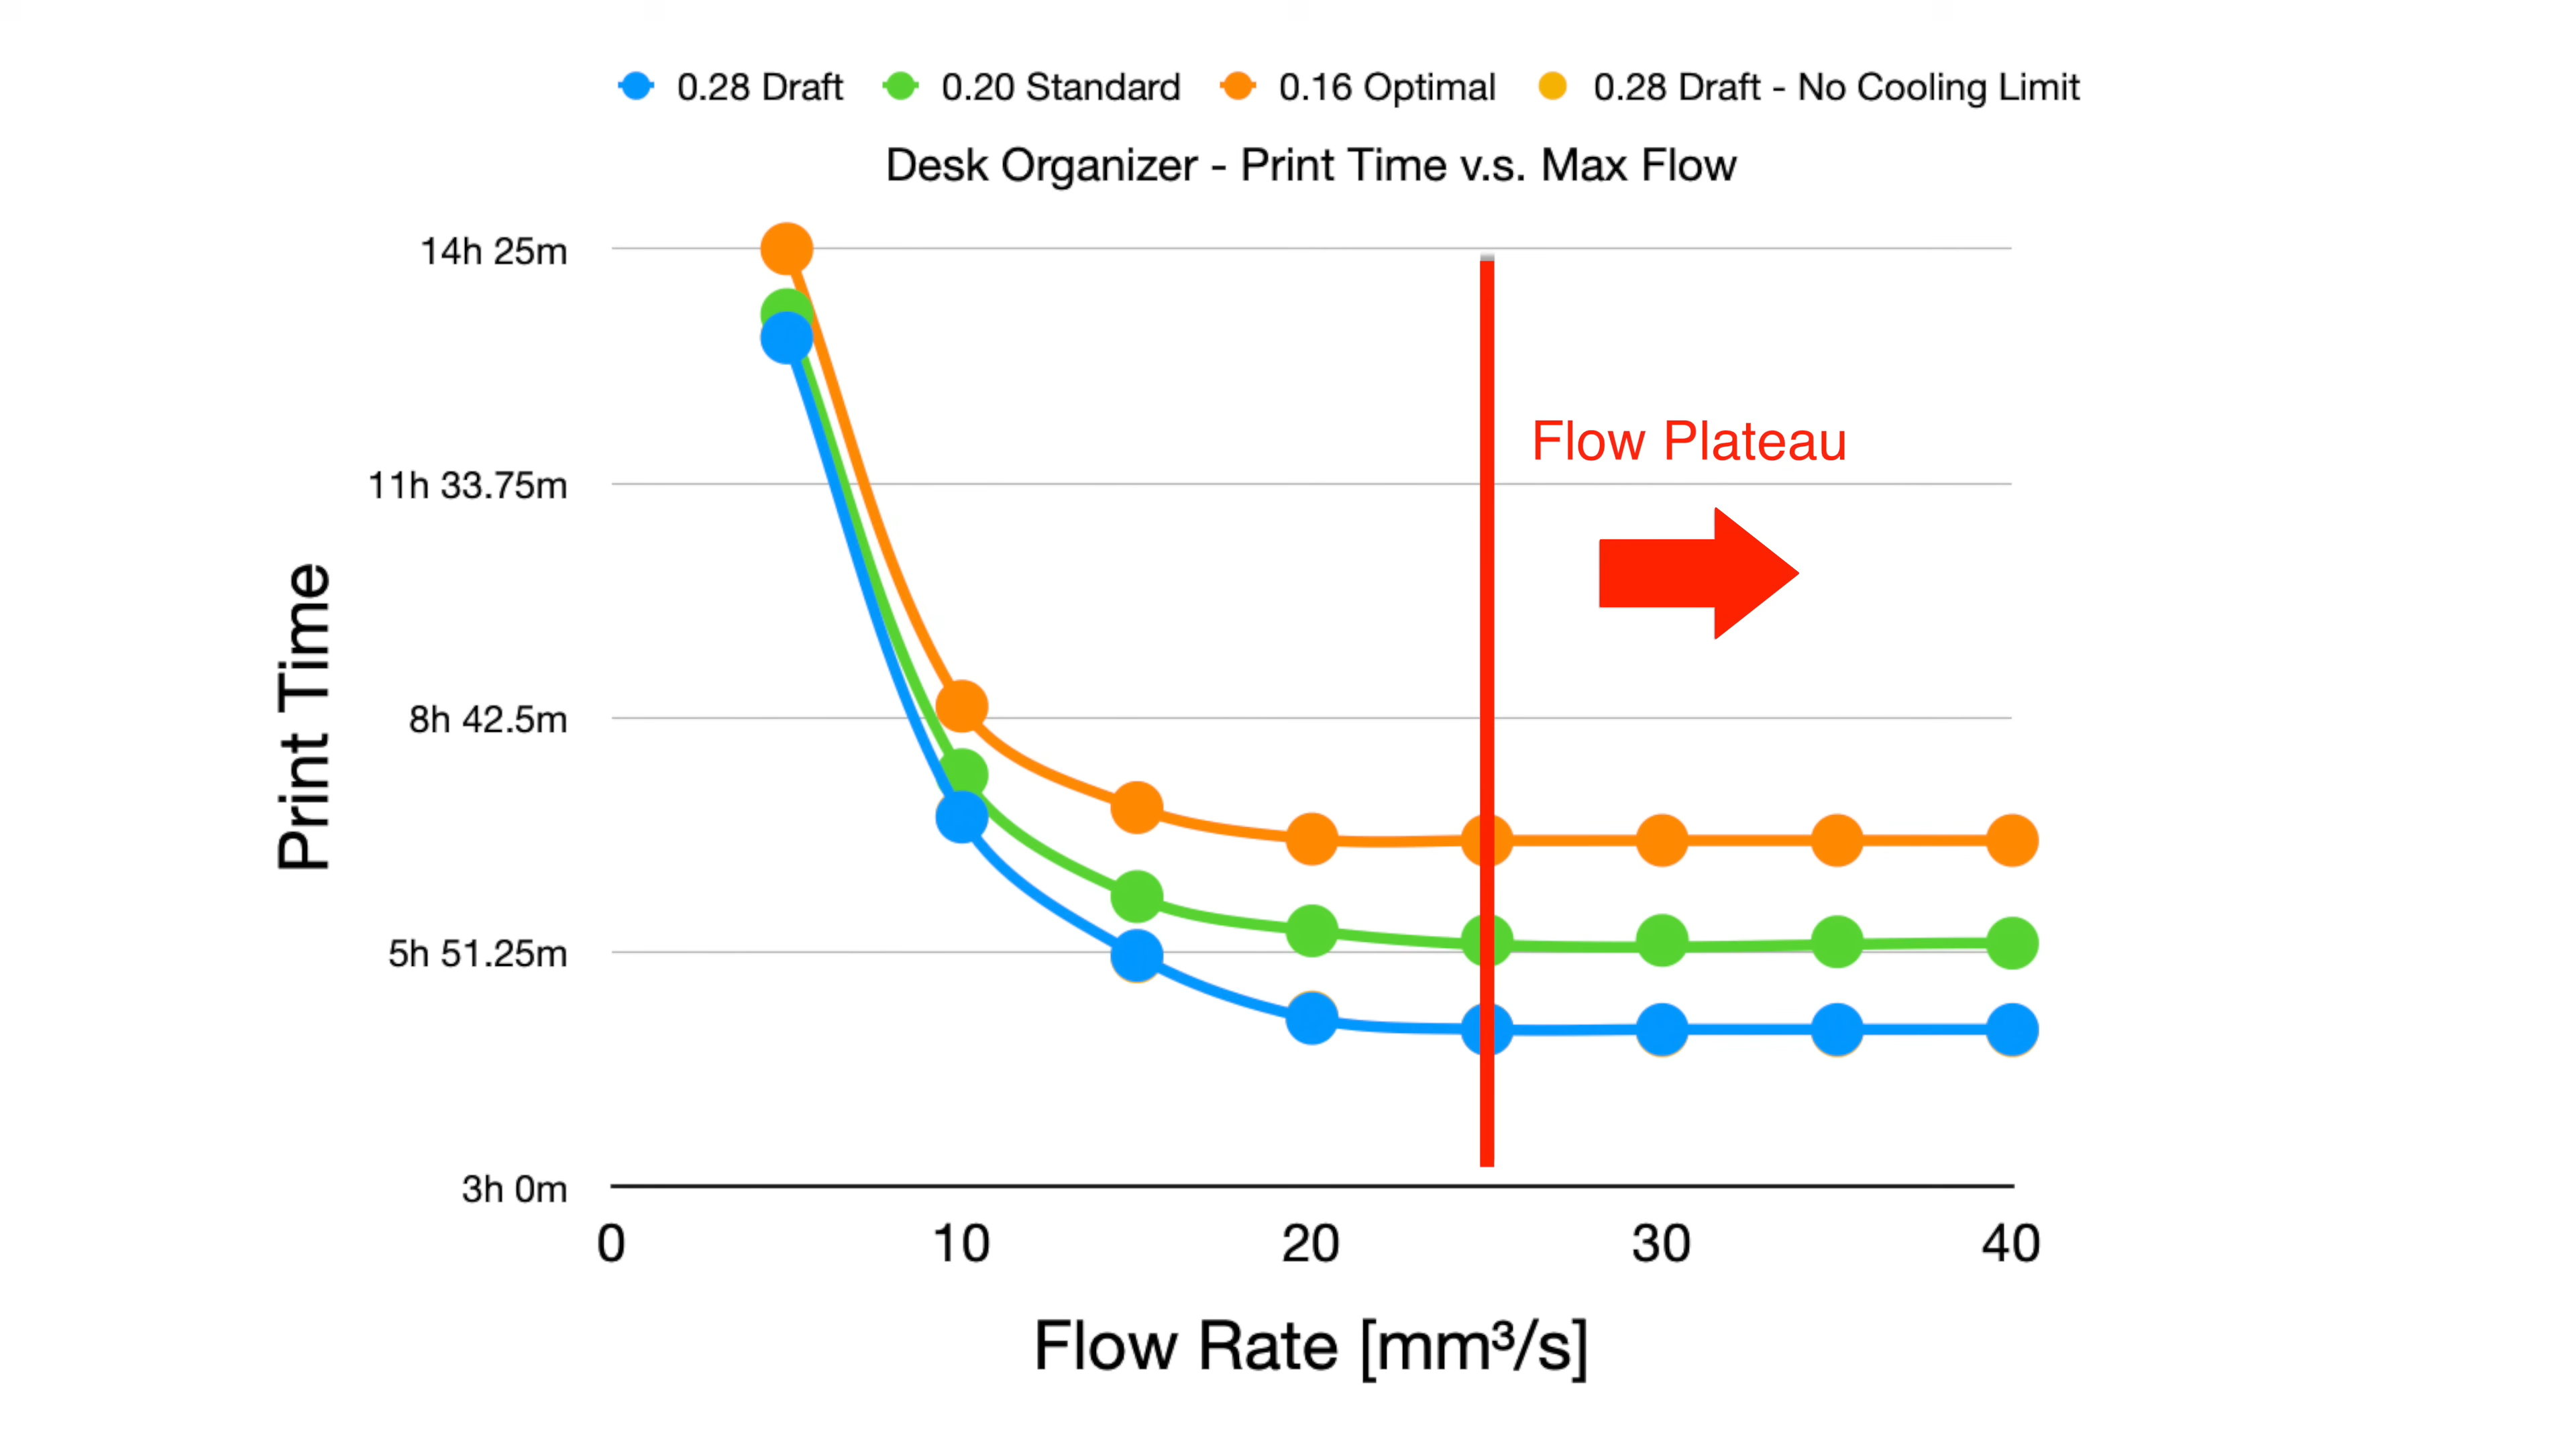 0.28 Draft 0.20 Standard 0.16 Optimal 0.28 Draft - No Cooling Limit
Desk Organizer - Print Time v.s. Max Flow
14h 25m
11h 33.75m
8h 42.5m
5h 51.25m
3h 0m
Print Time
Flow Plateau
0 10 20 30 40
Flow Rate [mm³/s]